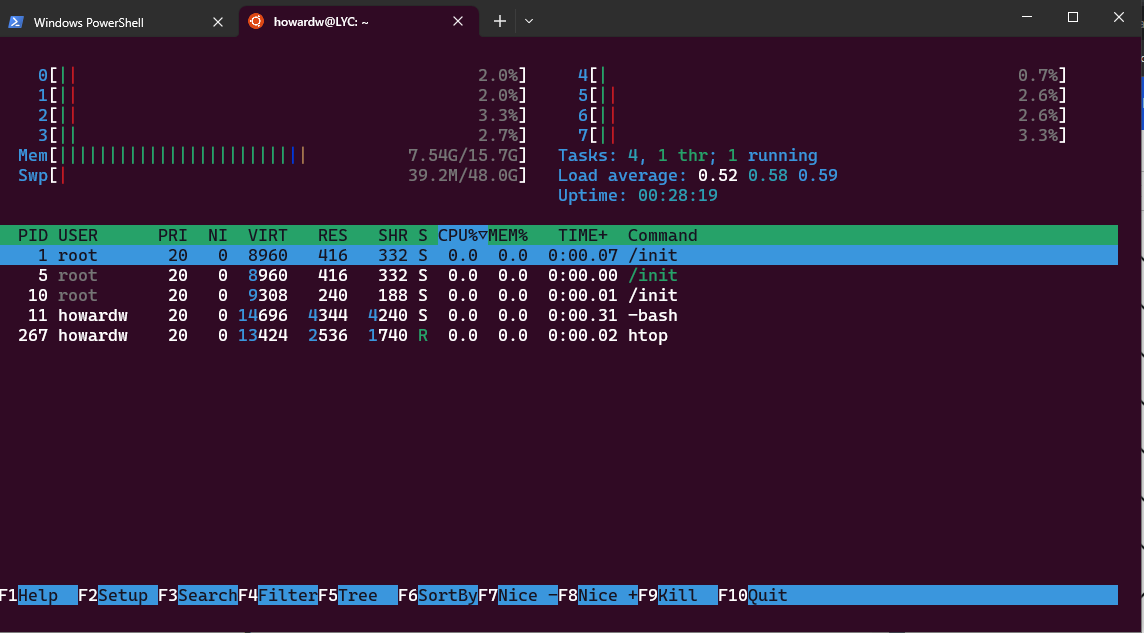 Windows PowerShell howardw@LYC: ~
0[|| 2.0%] 4[| 0.7%]
1[|| 2.0%] 5[|| 2.6%]
2[|| 3.3%] 6[|| 2.6%]
3[|| 2.7%] 7[|| 3.3%]
Mem[||||||||||||||||||||||||| 7.54G/15.7G] Tasks: 4, 1 thr; 1 running
Swp[| 39.2M/48.0G] Load average: 0.52 0.58 0.59
Uptime: 00:28:19
PID USER PRI NI VIRT RES SHR S CPU%▽MEM% TIME+ Command
1 root 20 0 8960 416 332 S 0.0 0.0 0:00.07 /init
5 root 20 0 8960 416 332 S 0.0 0.0 0:00.00 /init
10 root 20 0 9308 240 188 S 0.0 0.0 0:00.01 /init
11 howardw 20 0 14696 4344 4240 S 0.0 0.0 0:00.31 -bash
267 howardw 20 0 13424 2536 1740 R 0.0 0.0 0:00.02 htop
F1Help F2Setup F3SearchF4FilterF5Tree F6SortByF7Nice -F8Nice +F9Kill F10Quit